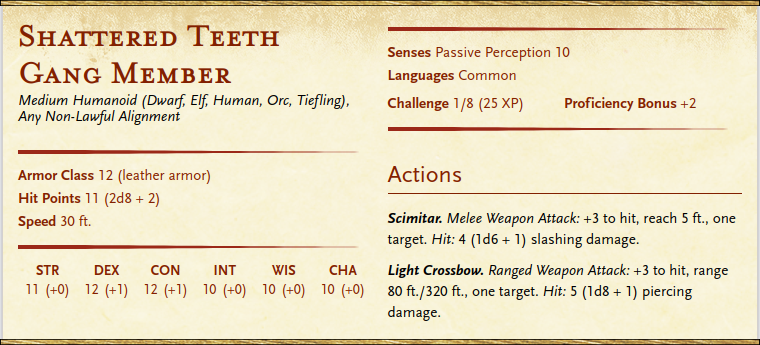 Shattered Teeth
Gang Member
Medium Humanoid (Dwarf, Elf, Human, Orc, Tiefling),
Any Non-Lawful Alignment
Armor Class 12 (leather armor)
Hit Points 11 (2d8 + 2)
Speed 30 ft.
STR DEX CON INT WIS CHA
11 (+0) 12 (+1) 12 (+1) 10 (+0) 10 (+0) 10 (+0)
Senses Passive Perception 10
Languages Common
Challenge 1/8 (25 XP) Proficiency Bonus +2
Actions
Scimitar. Melee Weapon Attack: +3 to hit, reach 5 ft., one
target. Hit: 4 (1d6 + 1) slashing damage.
Light Crossbow. Ranged Weapon Attack: +3 to hit, range
80 ft./320 ft., one target. Hit: 5 (1d8 + 1) piercing
damage.